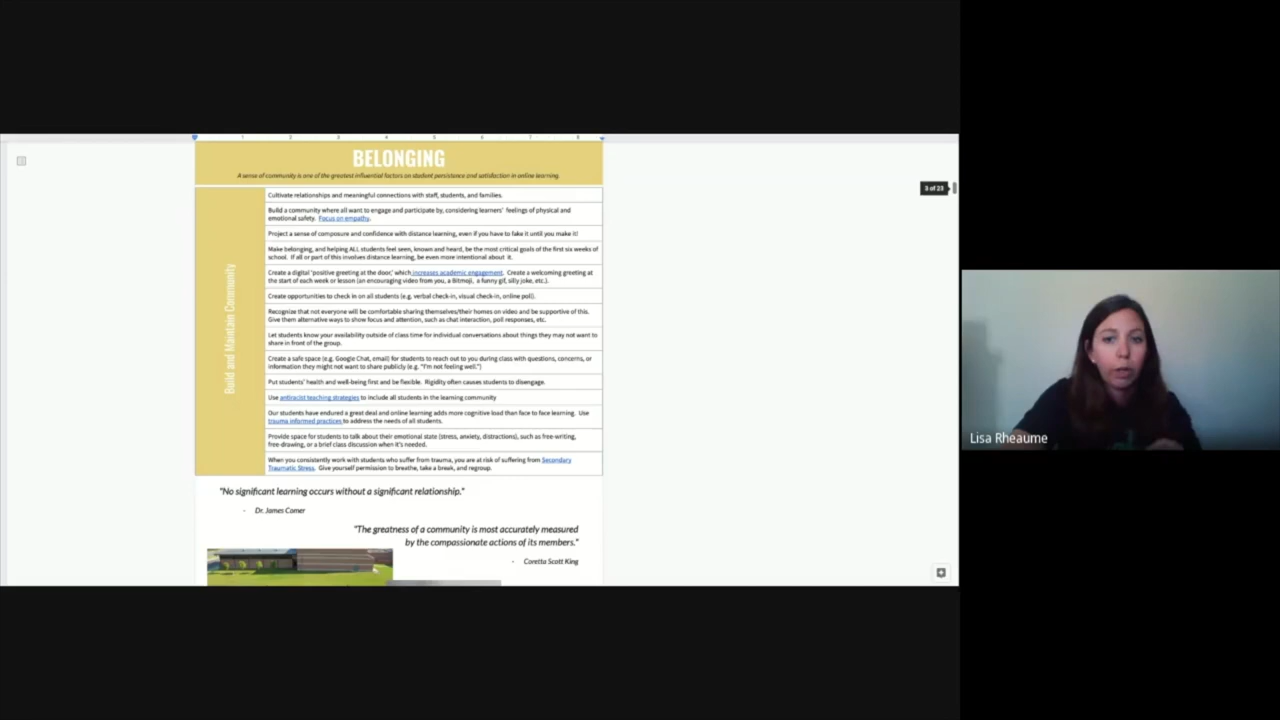 1 2 3 4 5 6 7 8
BELONGING
A sense of community is one of the greatest influential factors on student persistence and satisfaction in online learning.
3 of 23
Build and Maintain Community
Cultivate relationships and meaningful connections with staff, students, and families.
Build a community where all want to engage and participate by, considering learners' feelings of physical and
emotional safety. Focus on empathy.
Project a sense of composure and confidence with distance learning, even if you have to fake it until you make it!
Make belonging, and helping ALL students feel seen, known and heard, be the most critical goals of the first six weeks of
school. If all or part of this involves distance learning, be even more intentional about it.
Create a digital 'positive greeting at the door,' which increases academic engagement. Create a welcoming greeting at
the start of each week or lesson (an encouraging video from you, a Bitmoji, a funny gif, silly joke, etc.).
Create opportunities to check in on all students (e.g. verbal check-in, visual check-in, online poll).
Recognize that not everyone will be comfortable sharing themselves/their homes on video and be supportive of this.
Give them alternative ways to show focus and attention, such as chat interaction, poll responses, etc.
Let students know your availability outside of class time for individual conversations about things they may not want to
share in front of the group.
Create a safe space (e.g. Google Chat, email) for students to reach out to you during class with questions, concerns, or
information they might not want to share publicly (e.g. "I'm not feeling well.")
Put students' health and well-being first and be flexible. Rigidity often causes students to disengage.
Use antiracist teaching strategies to include all students in the learning community
Our students have endured a great deal and online learning adds more cognitive load than face to face learning. Use
trauma informed practices to address the needs of all students.
Provide space for students to talk about their emotional state (stress, anxiety, distractions), such as free-writing,
free-drawing, or a brief class discussion when it's needed.
When you consistently work with students who suffer from trauma, you are at risk of suffering from Secondary
Traumatic Stress. Give yourself permission to breathe, take a break, and regroup.
"No significant learning occurs without a significant relationship."
- Dr. James Comer
"The greatness of a community is most accurately measured
by the compassionate actions of its members."
- Coretta Scott King
Lisa Rheaume